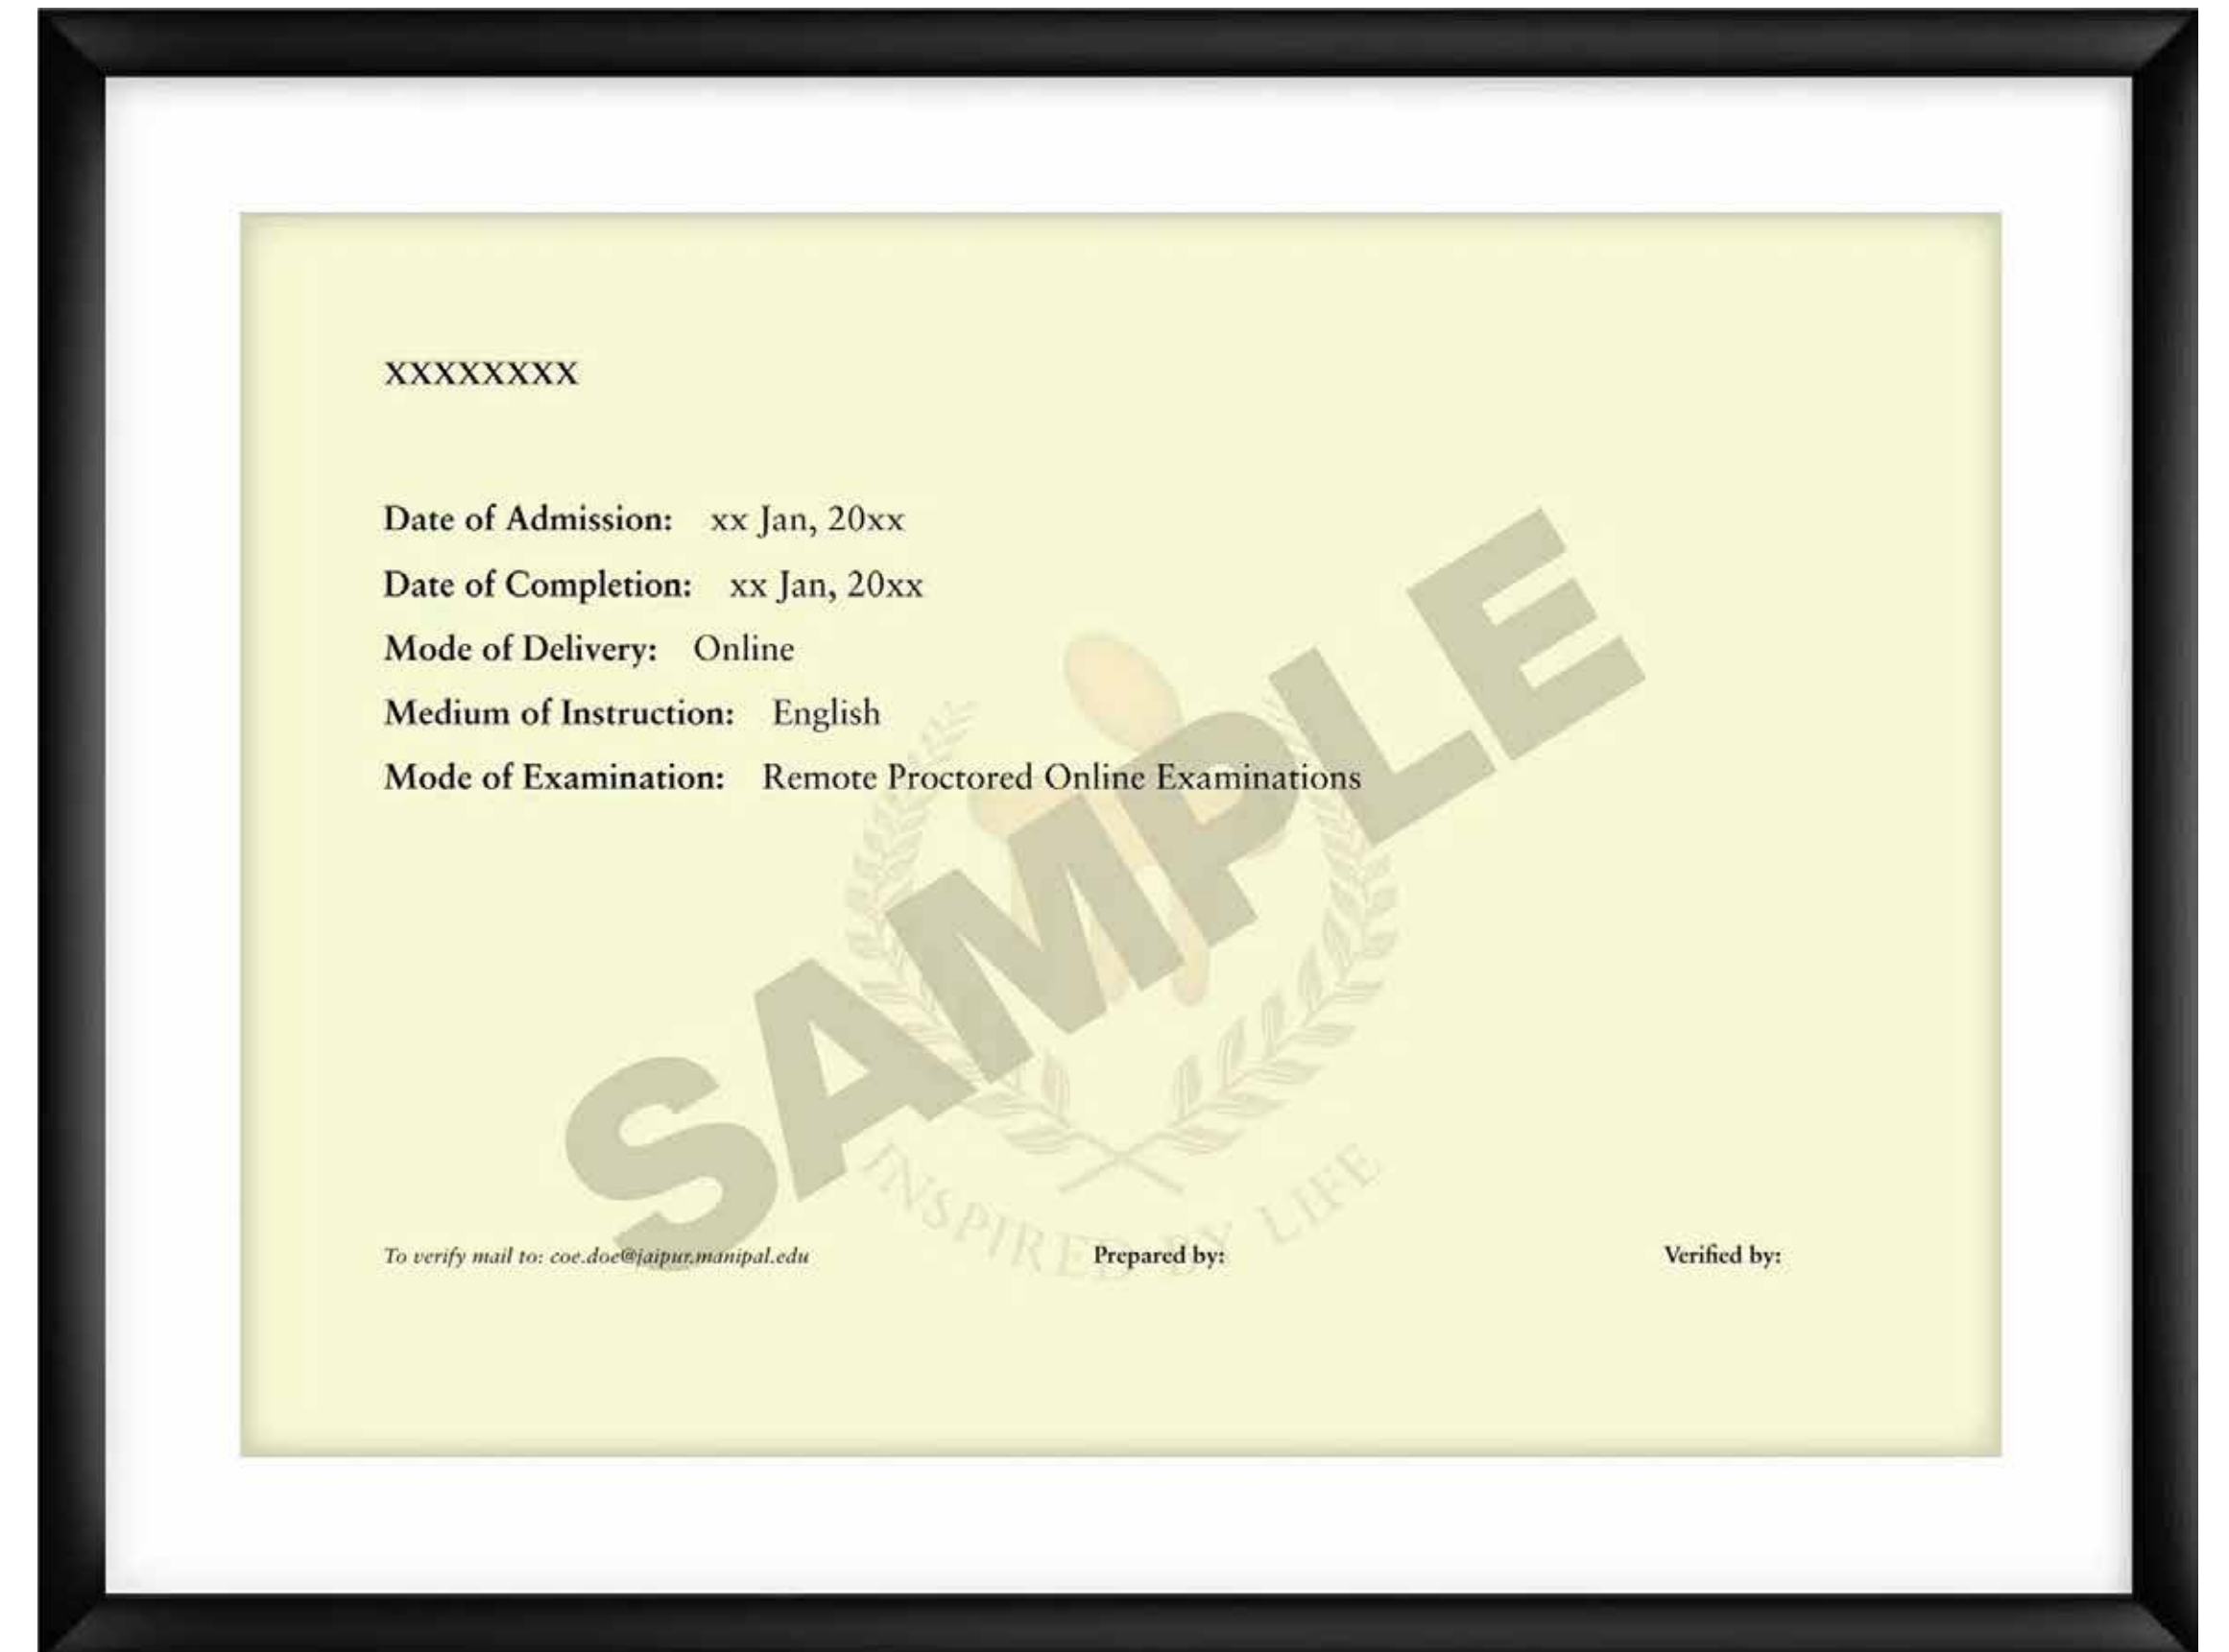 XXXXXXXX
Date of Admission: xx Jan, 20xx
Date of Completion: xx Jan, 20xx
Mode of Delivery: Online
Medium of Instruction: English
Mode of Examination: Remote Proctored Online Examinations
SAMPLE
INSPIRED BY LIFE
To verify mail to: coe.doe@jaipur.manipal.edu Prepared by: Verified by: